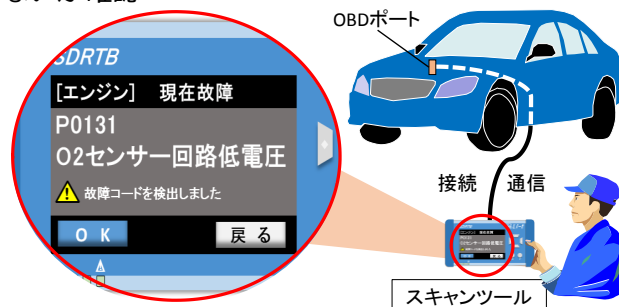 SDRTB
[エンジン] 現在故障
P0131
O2センサー回路低電圧
故障コードを検出しました
OK
戻る
OBDポート
接続 通信
スキャンツール